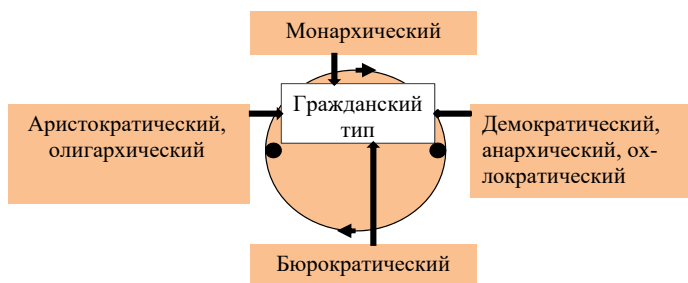 Монархический
Гражданский
тип
Аристократический,
олигархический
Демократический,
анархический, ох-
лократический
Бюрократический